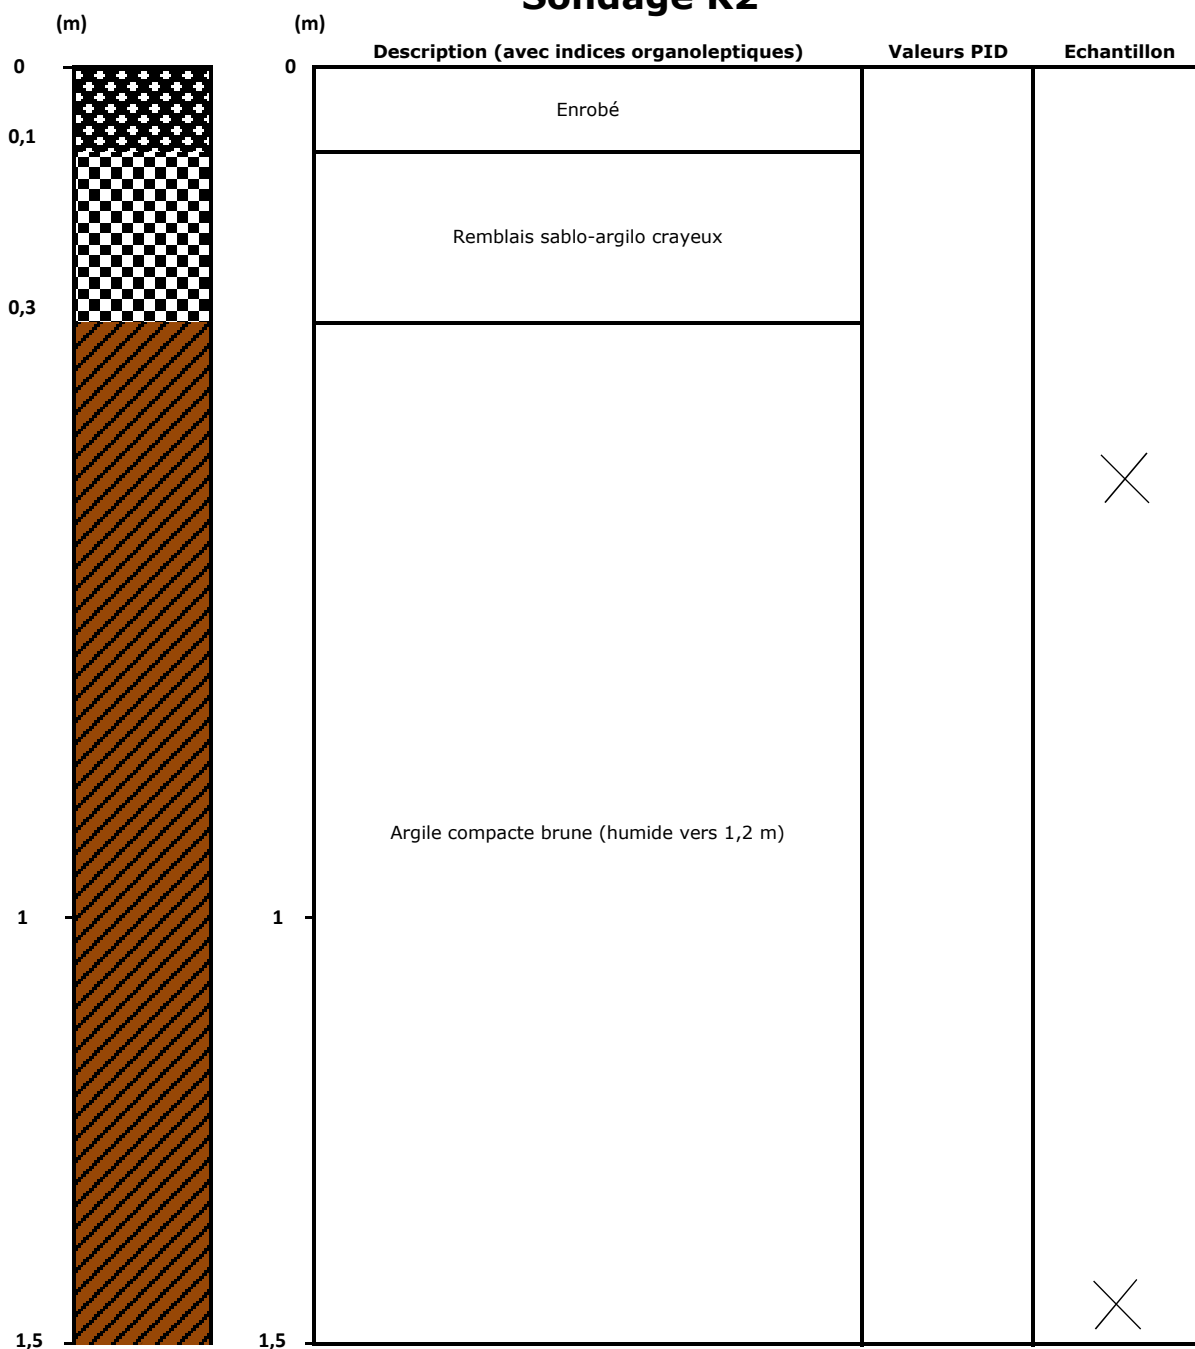 Sondage R2
(m) (m)
Description (avec indices organoleptiques) Valeurs PID Echantillon
0 0
Enrobé
0,1
Remblais sablo-argilo crayeux
0,3
Argile compacte brune (humide vers 1,2 m)
1 1
1,5 1,5